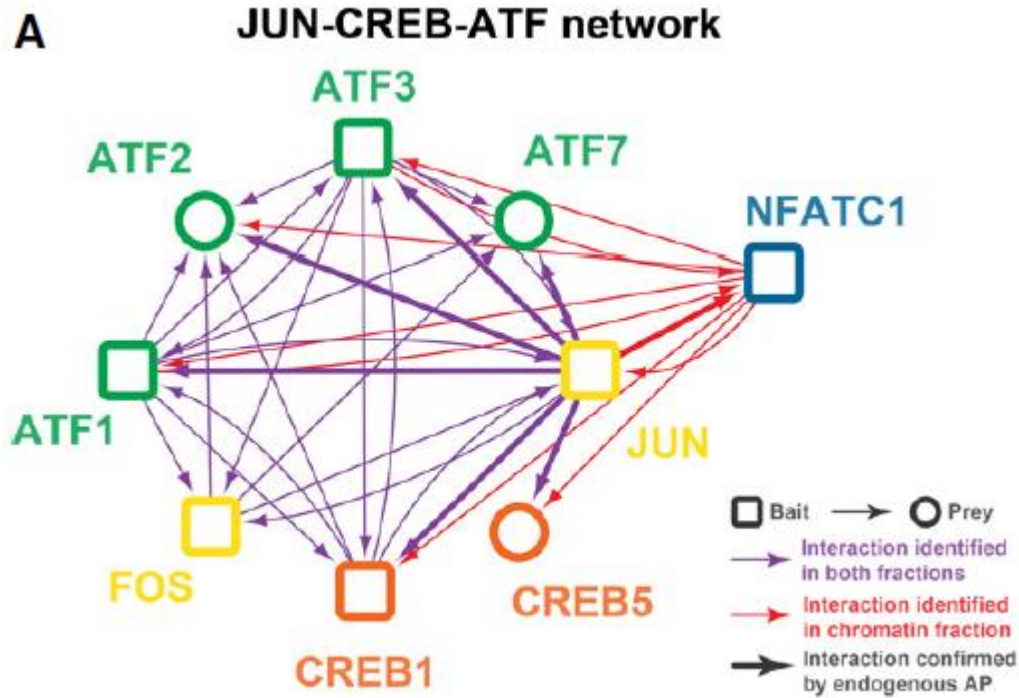 A
JUN-CREB-ATF network
ATF3
ATF2
ATF7
NFATC1
ATF1
JUN
FOS
CREB5
CREB1
Bait
Prey
Interaction identified
in both fractions
Interaction identified
in chromatin fraction
Interaction confirmed
by endogenous AP